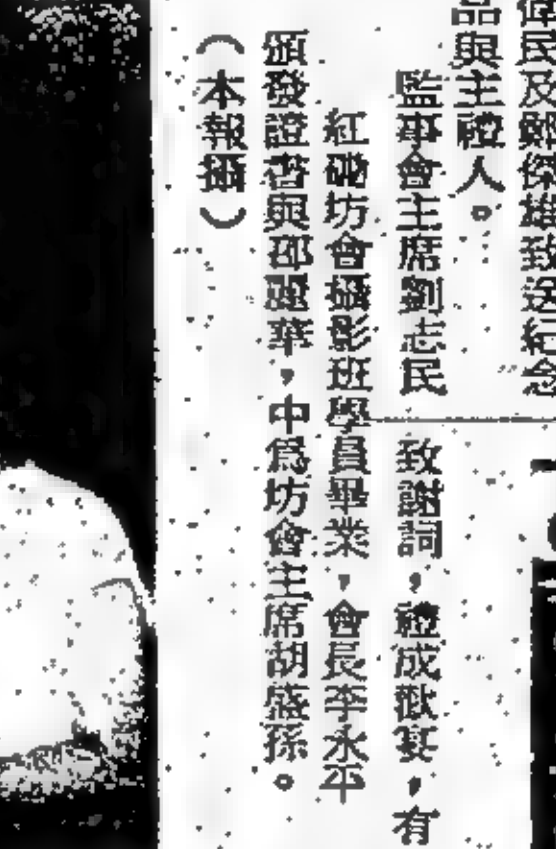 偉民及鄭傑雄致送紀念
品與主禮人。
監事會主席劉志民
致謝詞，禮成歡宴，有
紅磡坊會攝影班學員畢業，會長李永平
頒發證書與邵麗華，中爲坊會主席胡盛孫。
（本報攝）